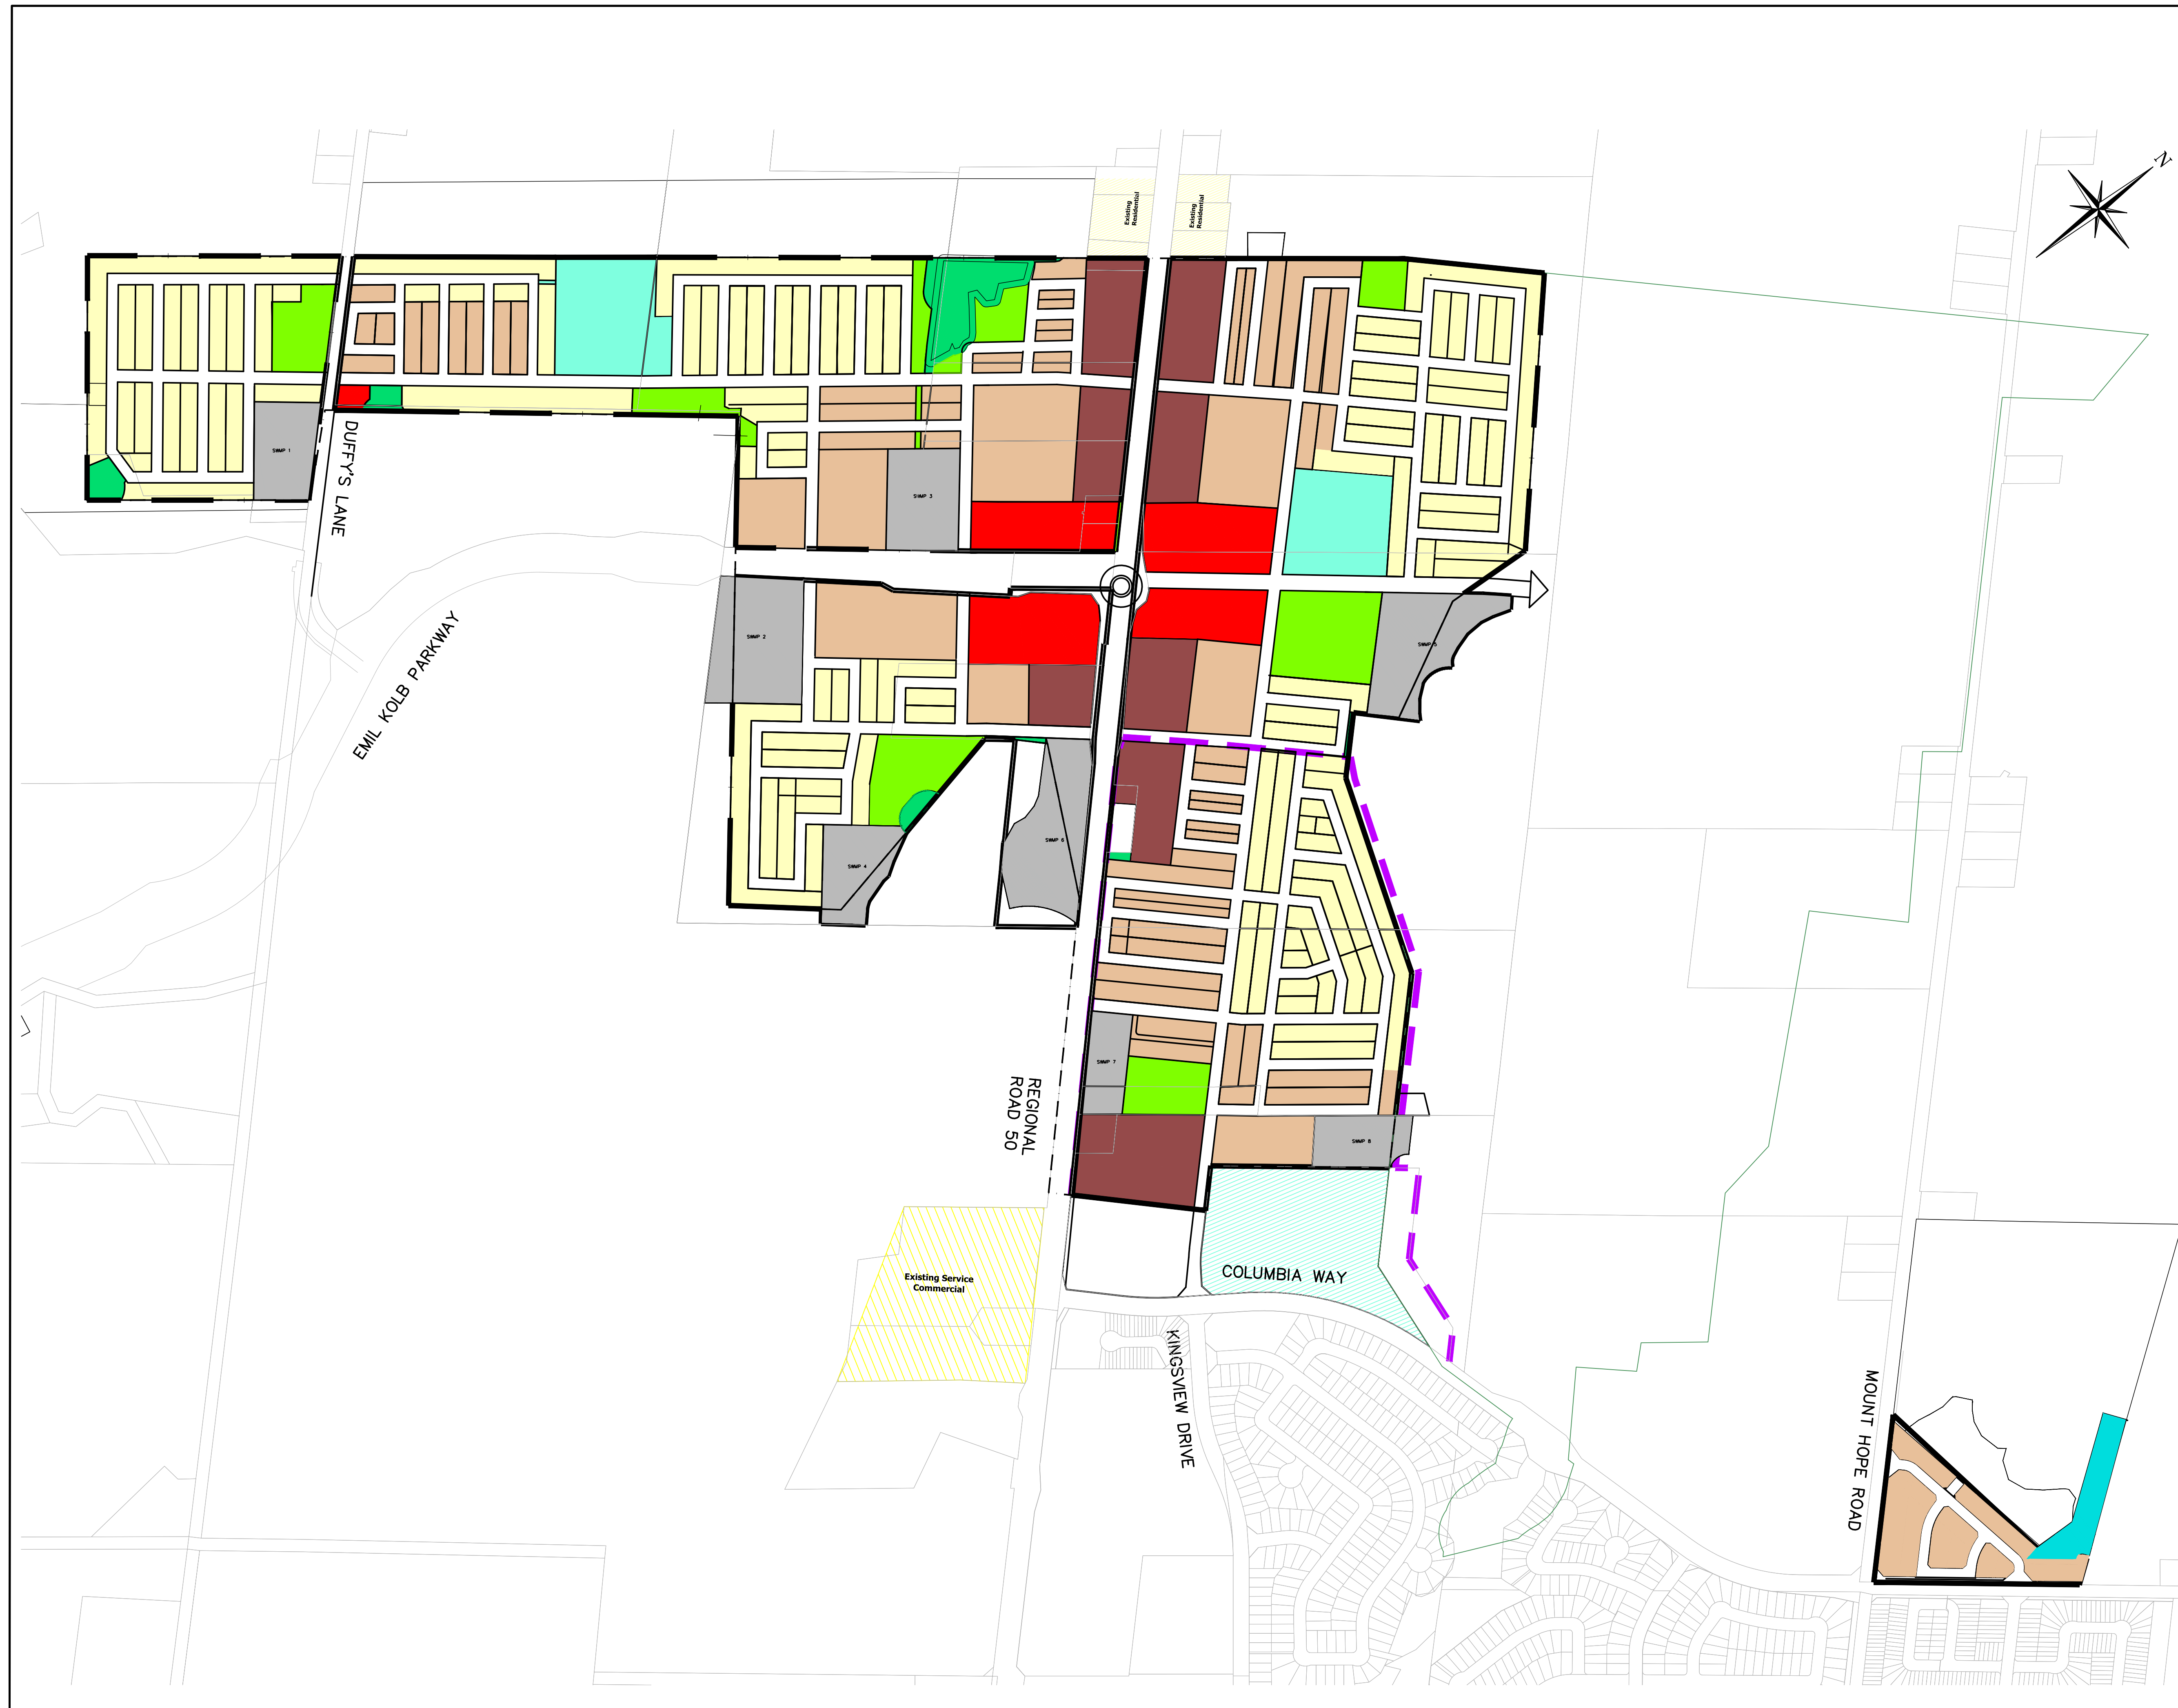 N
Existing
Residential
Existing
Residential
SWMP 1
DUFFY'S LANE
SWMP 3
SWMP 2
SWMP 5
EMIL KOLB PARKWAY
SWMP 4
SWMP 6
SWMP 7
REGIONAL
ROAD 50
SWMP 8
Existing Service
Commercial
COLUMBIA WAY
KINGSVIEW DRIVE
MOUNT HOPE ROAD